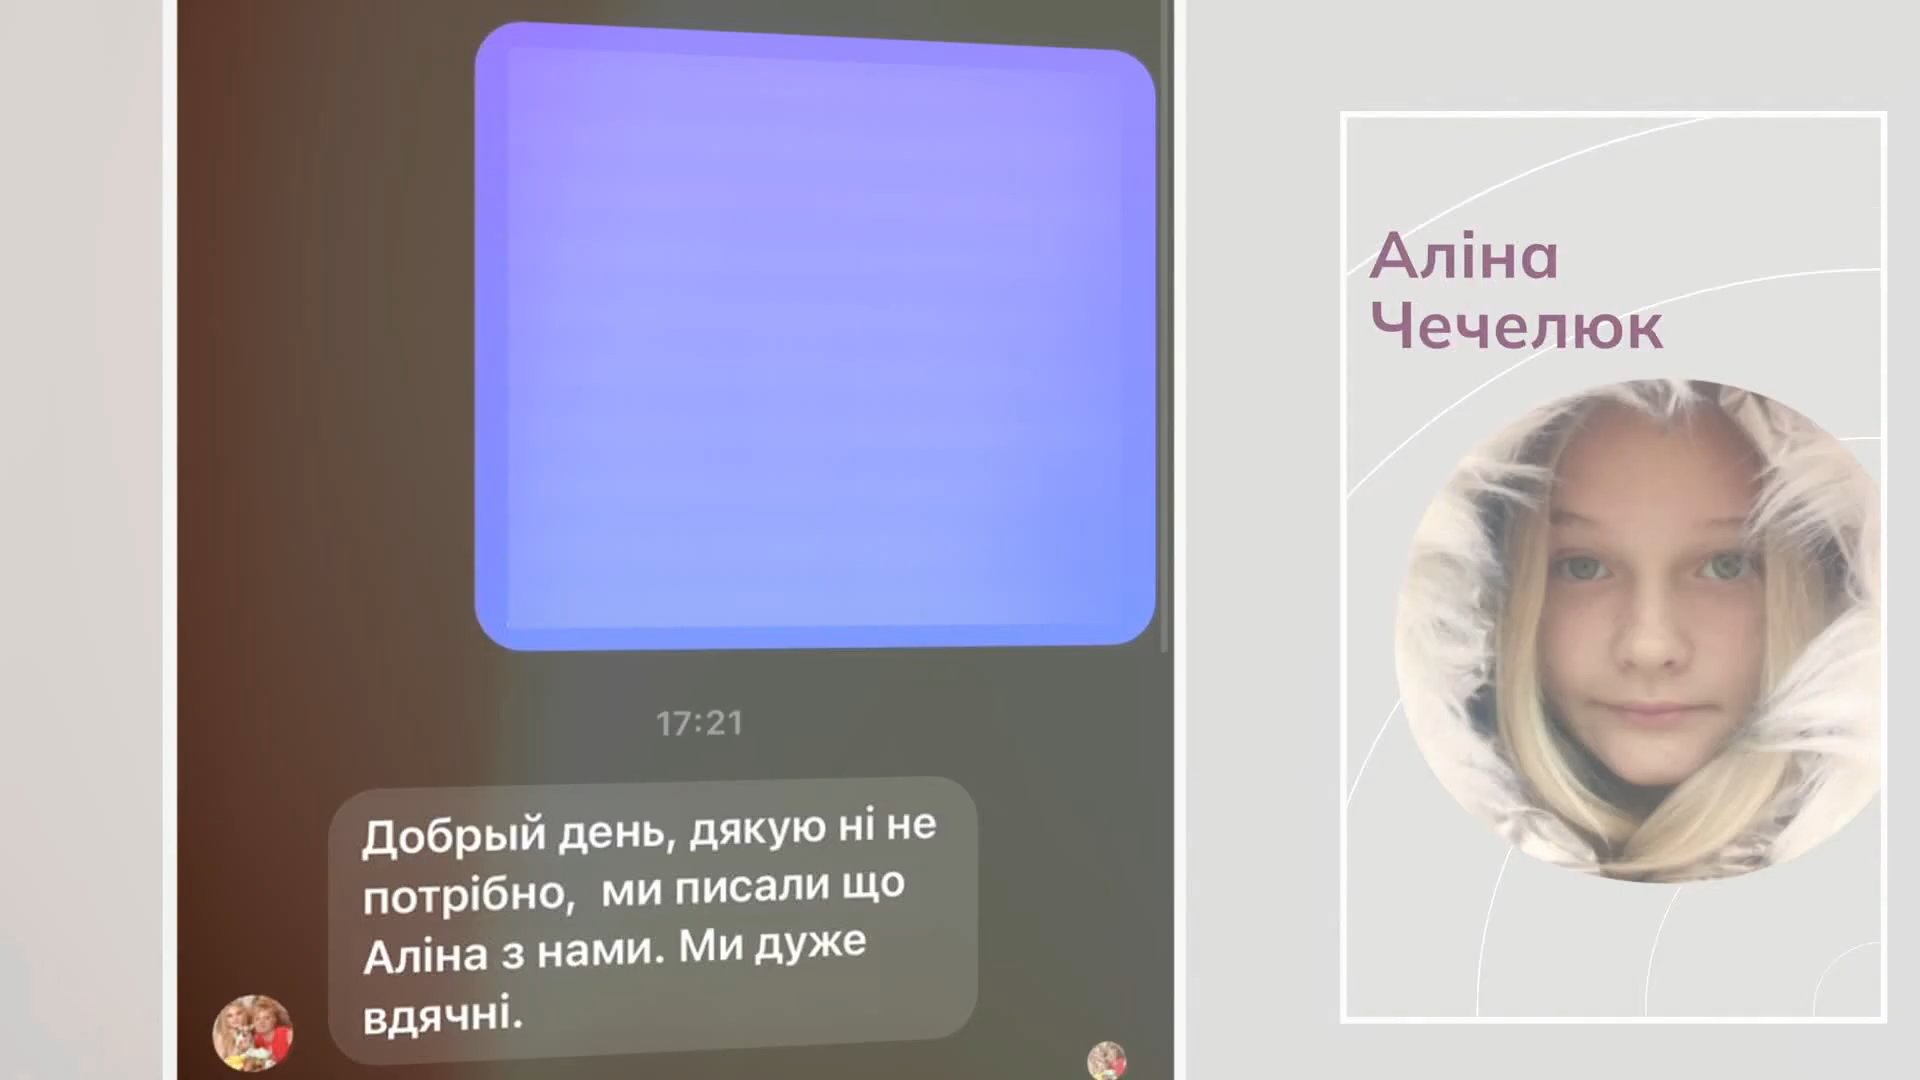 17:21
Добрый день, дякую ні не
потрібно, ми писали що
Аліна з нами. Ми дуже
вдячні.
Аліна
Чечелюк